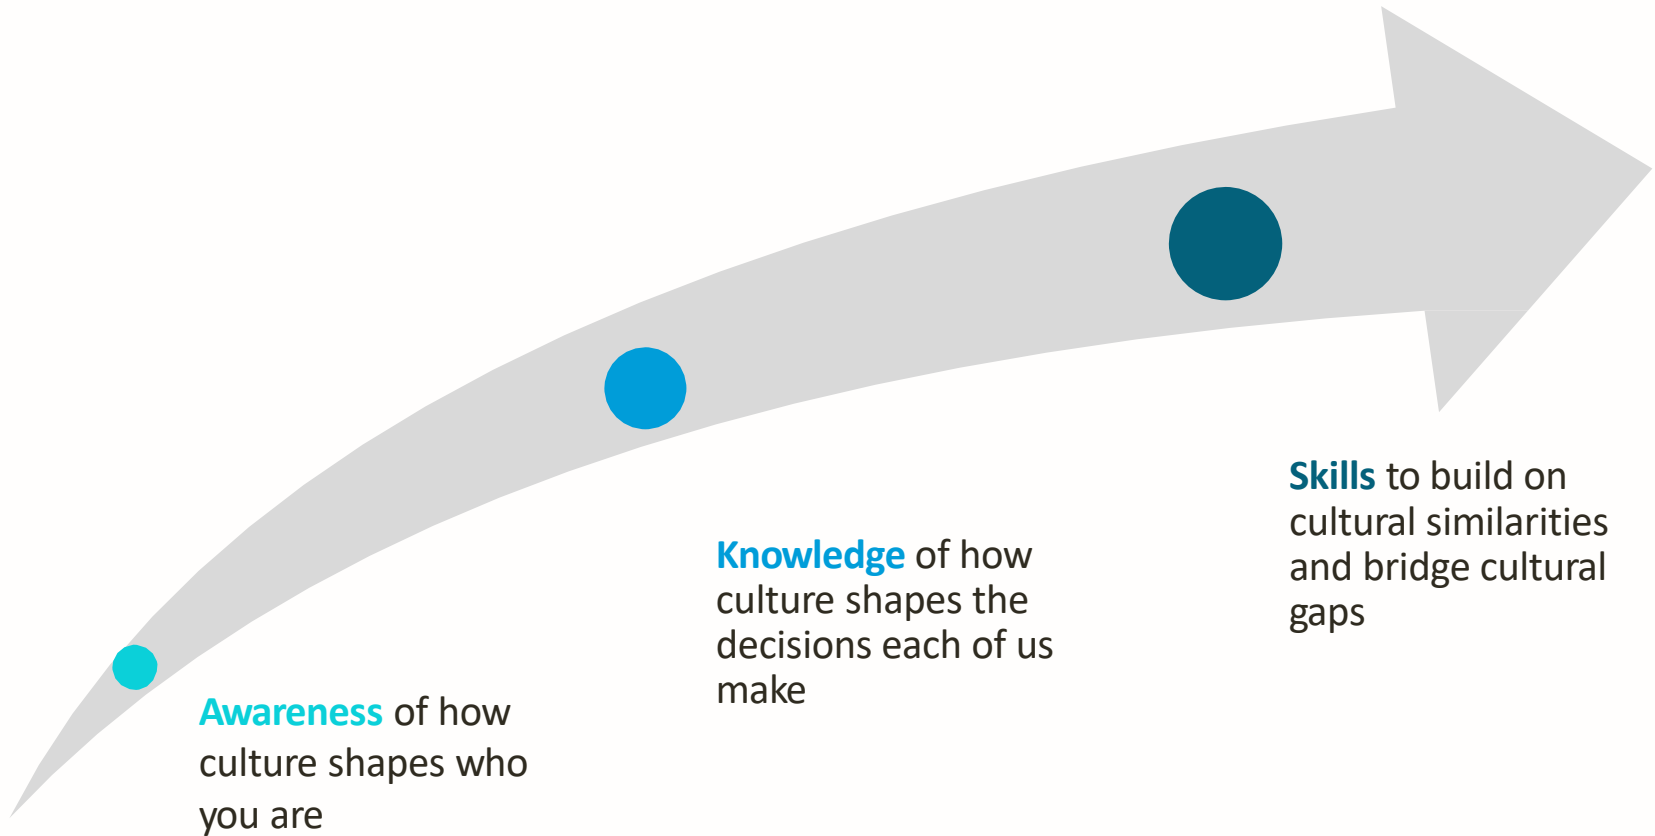 Awareness of how
culture shapes who
you are
Knowledge of how
culture shapes the
decisions each of us
make
Skills to build on
cultural similarities
and bridge cultural
gaps